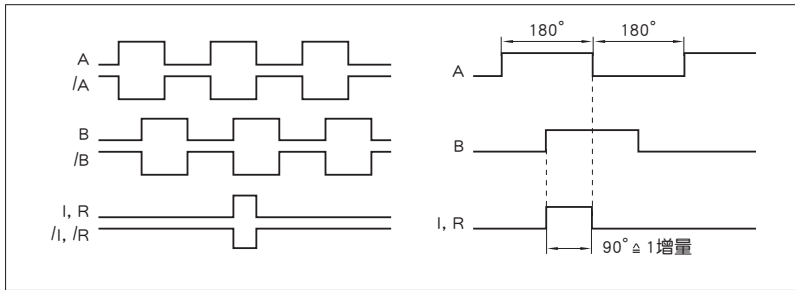 A
/A
B
/B
I, R
/I, /R
180° 180°
A
B
I, R
90° ≙ 1增量